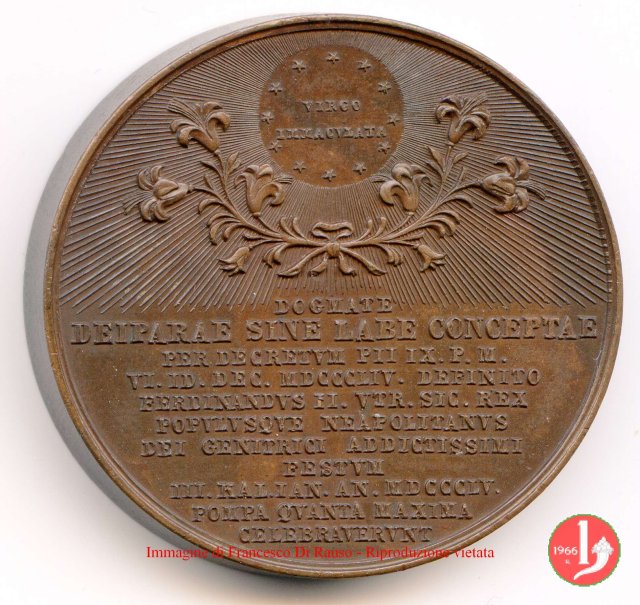 VIRGO
IMMACVLATA
DOGMATE
DEIPARAE SINE LABE CONCEPTAE
PER DECRETVM PII IX. P. M.
VI. ID. DEC. MDCCCLIV. DEFINITO
FERDINANDVS II. VTR. SIC. REX
POPVLVSQVE NEAPOLITANVS
DEI GENITRICI ADDICTISSIMI
FESTVM
III. KAL. IAN. AN. MDCCCLV.
POMPA QVANTA MAXIMA
CELEBRAVERVNT
Immagine di Francesco Di Rauso - Riproduzione vietata
1966